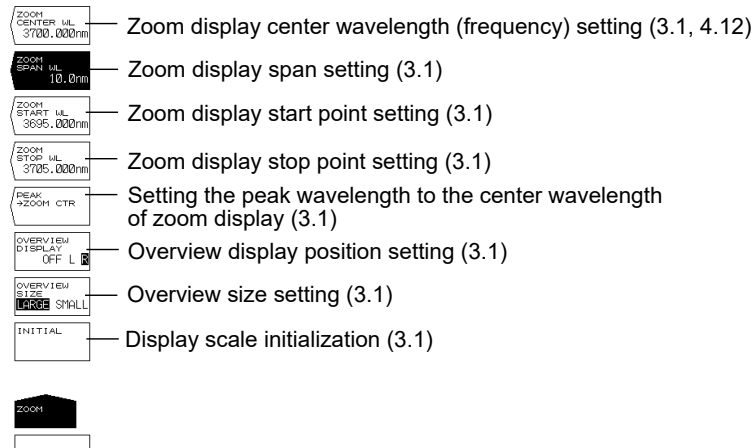 ZOOM
CENTER WL
3700.000nm
Zoom display center wavelength (frequency) setting (3.1, 4.12)
ZOOM
SPAN WL
10.0nm
Zoom display span setting (3.1)
ZOOM
START WL
3695.000nm
Zoom display start point setting (3.1)
ZOOM
STOP WL
3705.000nm
Zoom display stop point setting (3.1)
PEAK
→ZOOM CTR
Setting the peak wavelength to the center wavelength
of zoom display (3.1)
OVERVIEW
DISPLAY
OFF L R
Overview display position setting (3.1)
OVERVIEW
SIZE
LARGE SMALL
Overview size setting (3.1)
INITIAL
Display scale initialization (3.1)
ZOOM